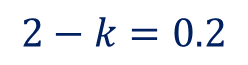 2 − k = 0.2